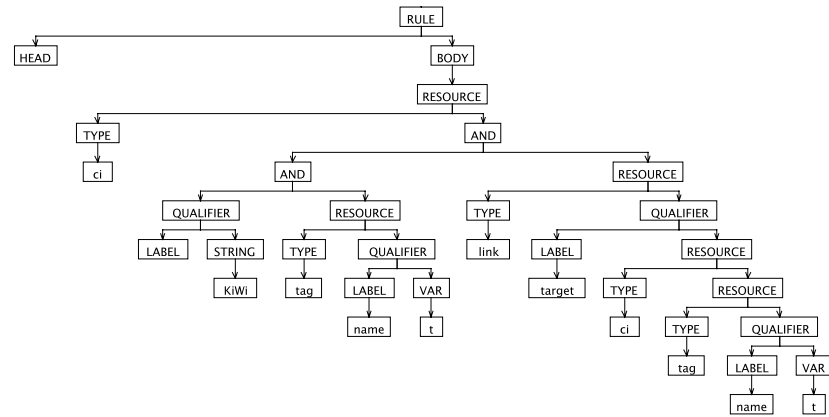 RULE
HEAD BODY
RESOURCE
TYPE AND
ci AND RESOURCE
QUALIFIER RESOURCE TYPE QUALIFIER
LABEL STRING TYPE QUALIFIER link LABEL RESOURCE
KiWi tag LABEL VAR target TYPE RESOURCE
name t ci TYPE QUALIFIER
tag LABEL VAR
name t